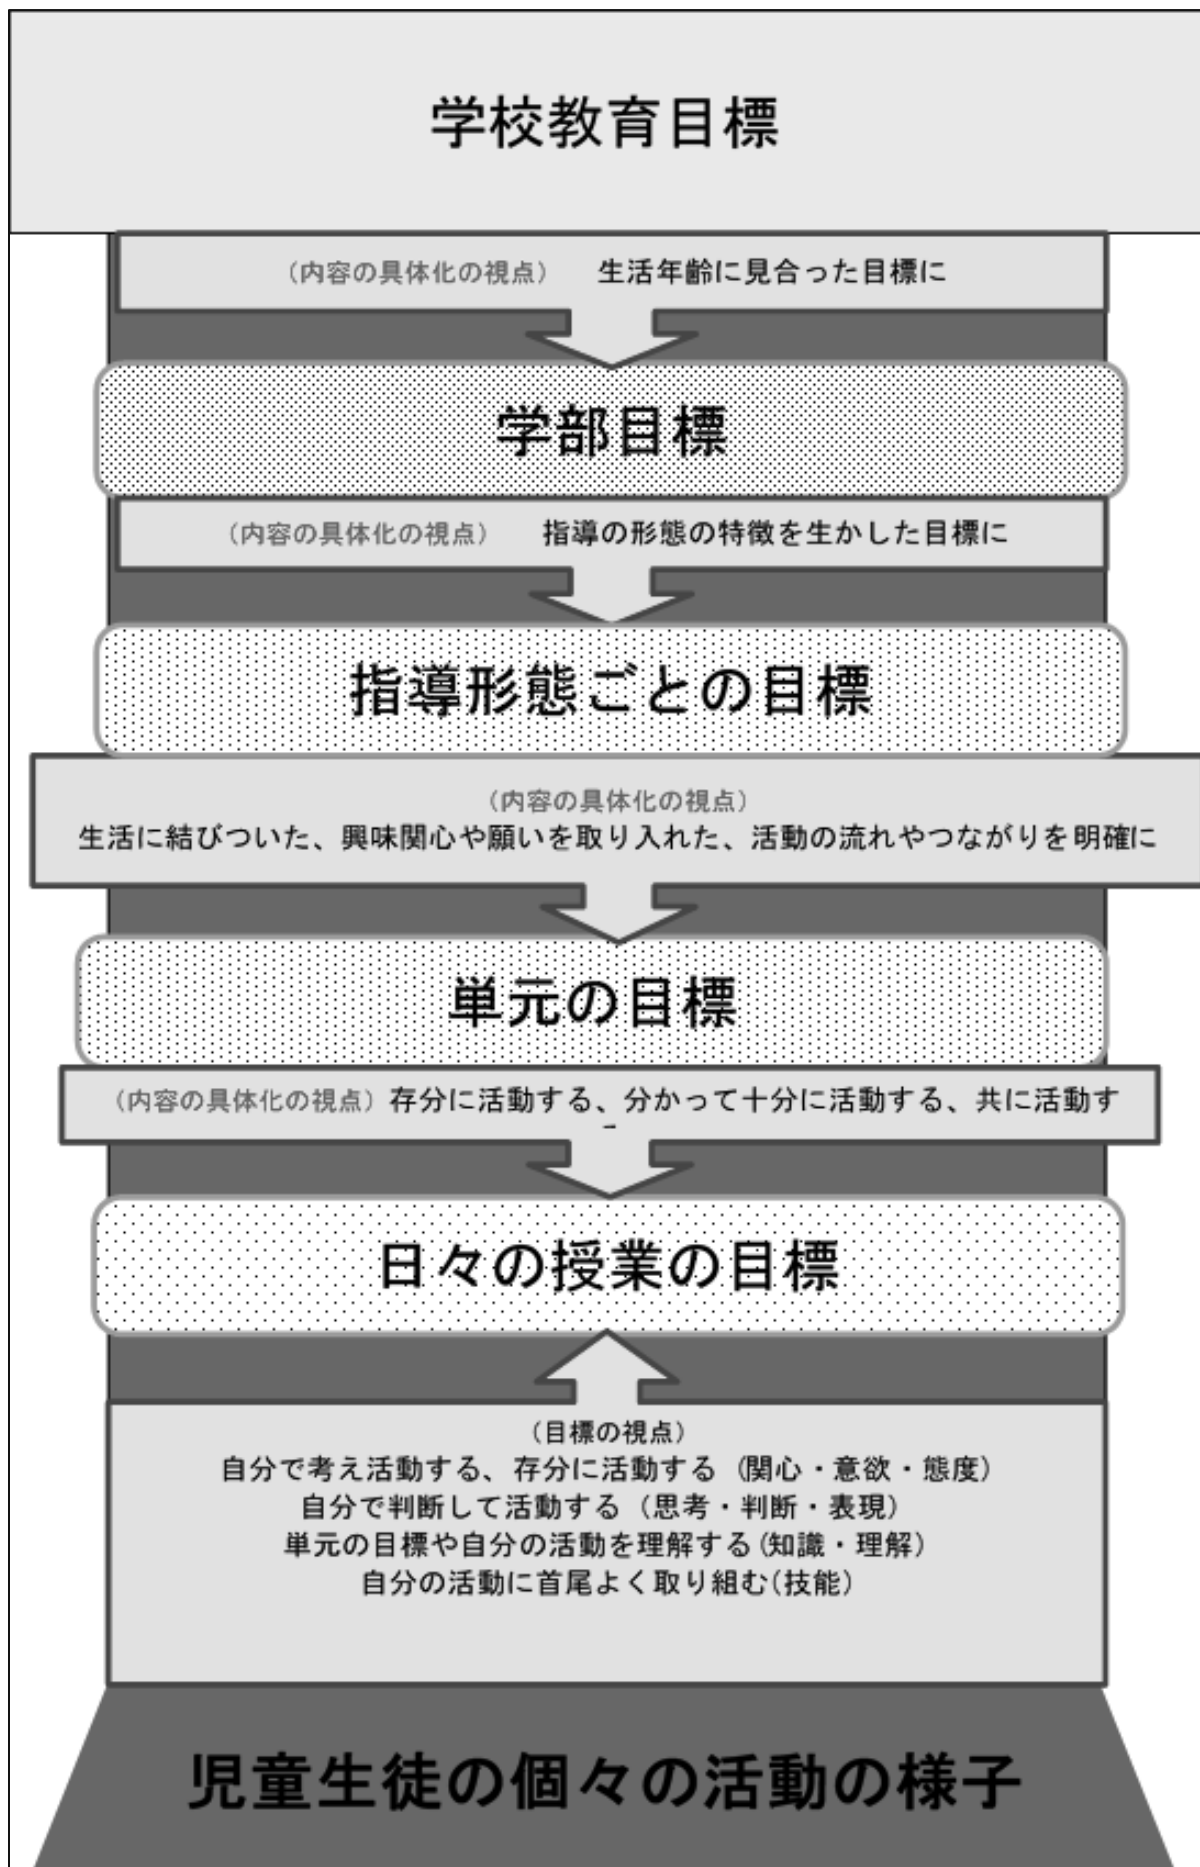 学校教育目標
（内容の具体化の視点）　生活年齢に見合った目標に
学部目標
（内容の具体化の視点）　指導の形態の特徴を生かした目標に
指導形態ごとの目標
（内容の具体化の視点）
生活に結びついた、興味関心や願いを取り入れた、活動の流れやつながりを明確に
単元の目標
（内容の具体化の視点）存分に活動する、分かって十分に活動する、共に活動す
日々の授業の目標
（目標の視点）
自分で考え活動する、存分に活動する（関心・意欲・態度）
自分で判断して活動する（思考・判断・表現）
単元の目標や自分の活動を理解する(知識・理解）
自分の活動に首尾よく取り組む(技能）
児童生徒の個々の活動の様子